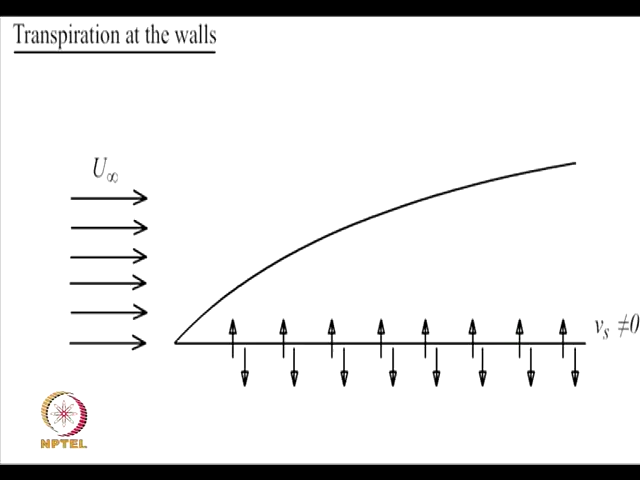 Transpiration at the walls
U∞
vs ≠0
NPTEL